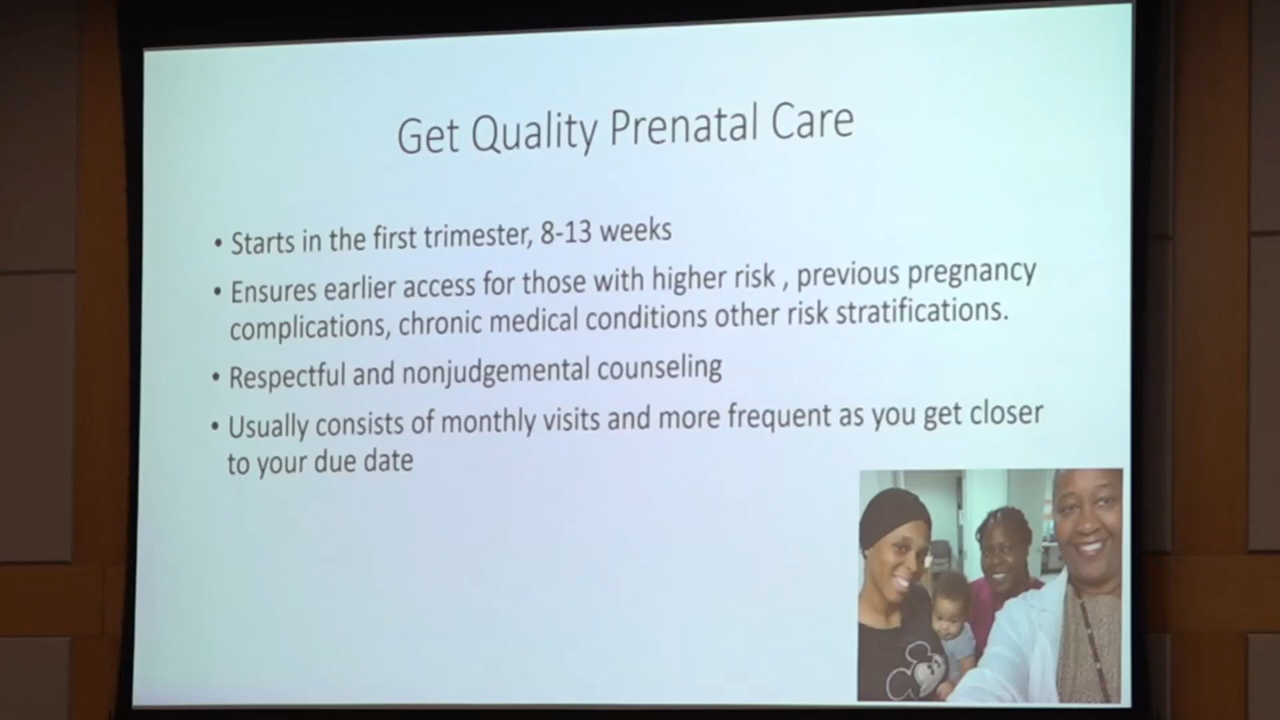 Get Quality Prenatal Care
• Starts in the first trimester, 8-13 weeks
• Ensures earlier access for those with higher risk , previous pregnancy
complications, chronic medical conditions other risk stratifications.
• Respectful and nonjudgemental counseling
• Usually consists of monthly visits and more frequent as you get closer
to your due date